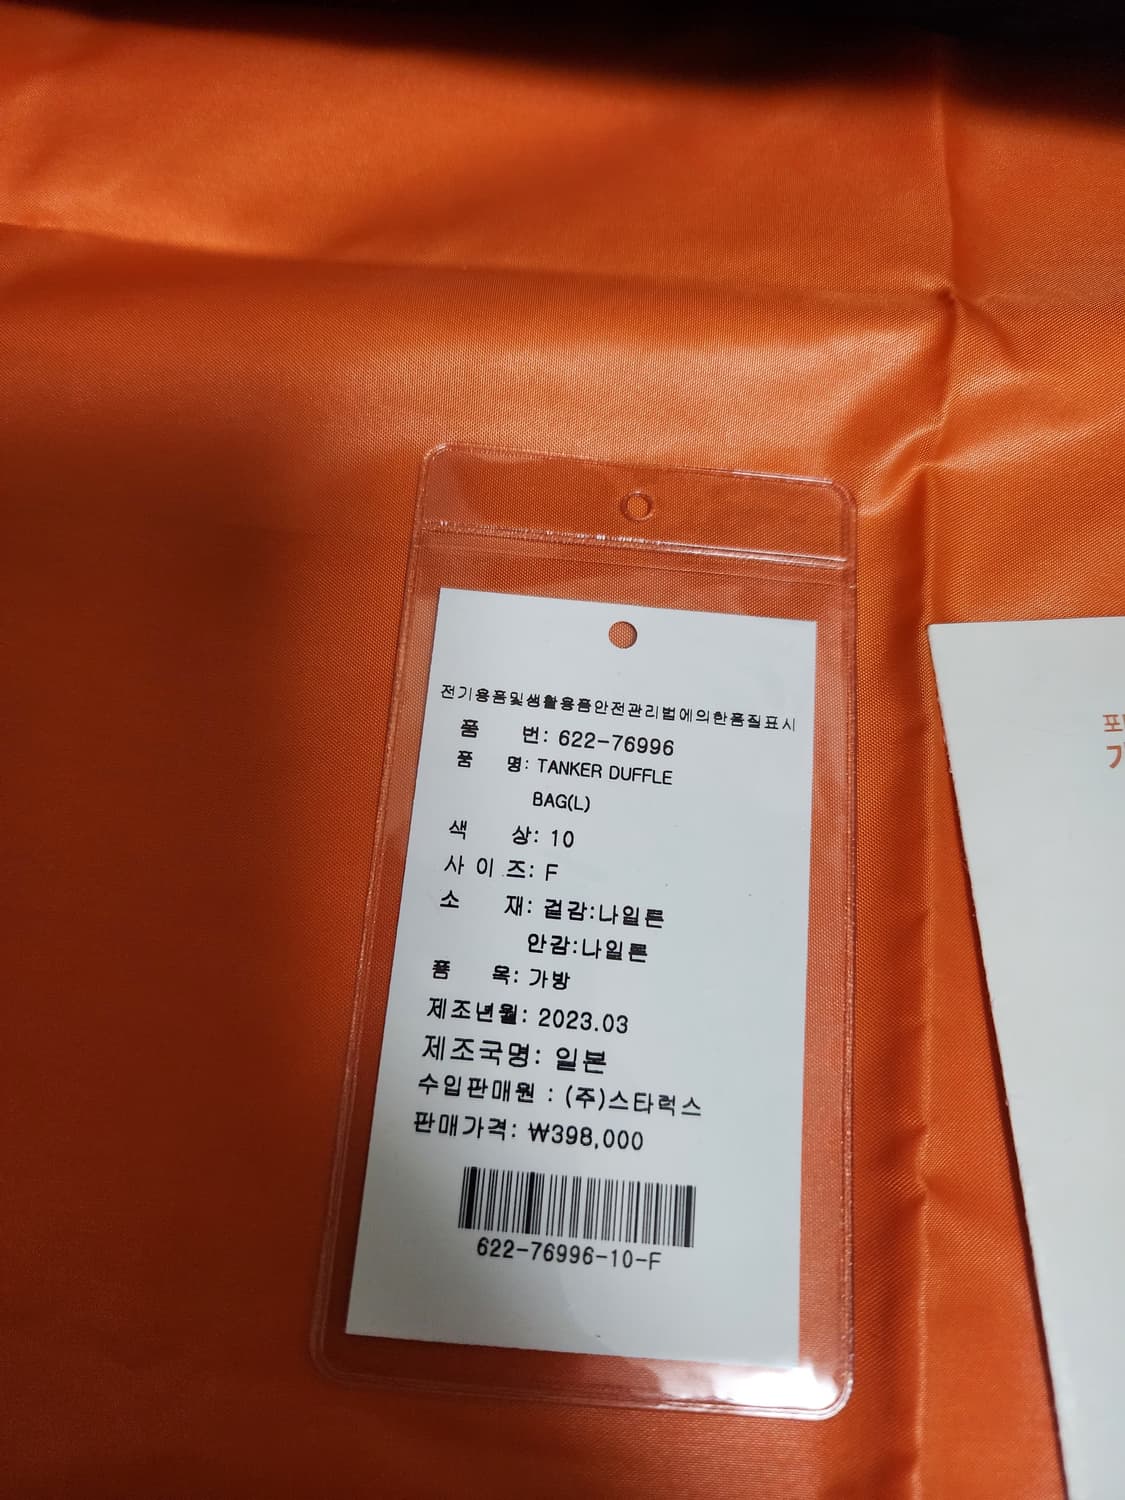 전기용품및생활용품안전관리법에의한품질표시
품 번: 622-76996
품 명: TANKER DUFFLE
BAG(L)
색 상: 10
사 이 즈: F
소 재: 겉감:나일론
안감:나일론
품 목: 가방
제조년월: 2023.03
제조국명: 일본
수입판매원 : (주)스타럭스
판매가격: ₩398,000
622-76996-10-F